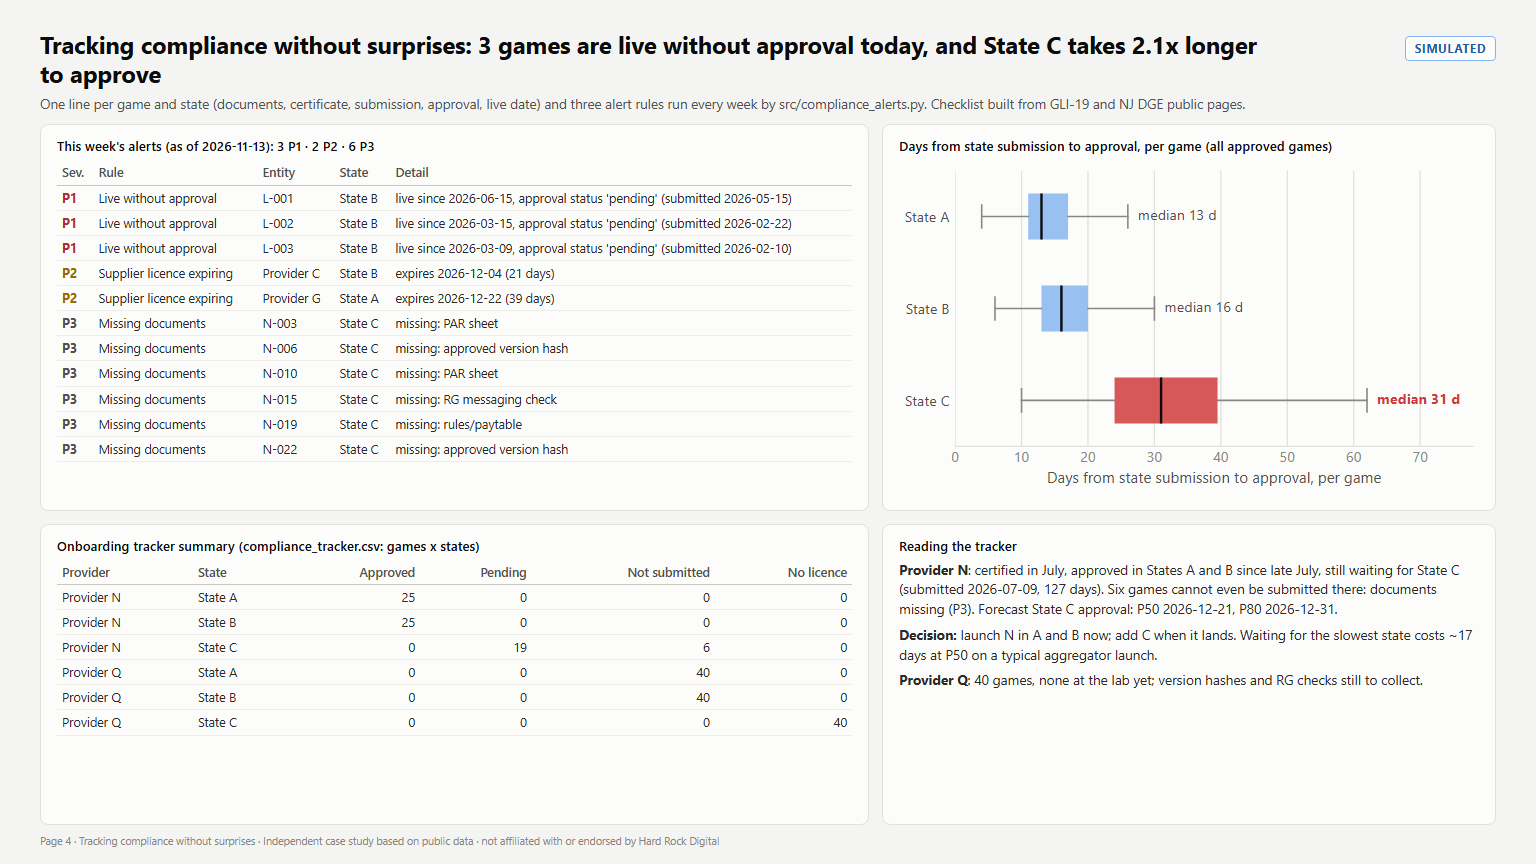 Tracking compliance without surprises: 3 games are live without approval today, and State C takes 2.1x longer
to approve
SIMULATED
One line per game and state (documents, certificate, submission, approval, live date) and three alert rules run every week by src/compliance_alerts.py. Checklist built from GLI-19 and NJ DGE public pages.
This week's alerts (as of 2026-11-13): 3 P1 · 2 P2 · 6 P3
Sev. Rule Entity State Detail
P1 Live without approval L-001 State B live since 2026-06-15, approval status 'pending' (submitted 2026-05-15)
P1 Live without approval L-002 State B live since 2026-03-15, approval status 'pending' (submitted 2026-02-22)
P1 Live without approval L-003 State B live since 2026-03-09, approval status 'pending' (submitted 2026-02-10)
P2 Supplier licence expiring Provider C State B expires 2026-12-04 (21 days)
P2 Supplier licence expiring Provider G State A expires 2026-12-22 (39 days)
P3 Missing documents N-003 State C missing: PAR sheet
P3 Missing documents N-006 State C missing: approved version hash
P3 Missing documents N-010 State C missing: PAR sheet
P3 Missing documents N-015 State C missing: RG messaging check
P3 Missing documents N-019 State C missing: rules/paytable
P3 Missing documents N-022 State C missing: approved version hash
Days from state submission to approval, per game (all approved games)
State A median 13 d
State B median 16 d
State C median 31 d
0 10 20 30 40 50 60 70
Days from state submission to approval, per game
Onboarding tracker summary (compliance_tracker.csv: games x states)
Provider State Approved Pending Not submitted No licence
Provider N State A 25 0 0 0
Provider N State B 25 0 0 0
Provider N State C 0 19 6 0
Provider Q State A 0 0 40 0
Provider Q State B 0 0 40 0
Provider Q State C 0 0 0 40
Reading the tracker
Provider N: certified in July, approved in States A and B since late July, still waiting for State C
(submitted 2026-07-09, 127 days). Six games cannot even be submitted there: documents
missing (P3). Forecast State C approval: P50 2026-12-21, P80 2026-12-31.
Decision: launch N in A and B now; add C when it lands. Waiting for the slowest state costs ~17
days at P50 on a typical aggregator launch.
Provider Q: 40 games, none at the lab yet; version hashes and RG checks still to collect.
Page 4 · Tracking compliance without surprises · Independent case study based on public data · not affiliated with or endorsed by Hard Rock Digital